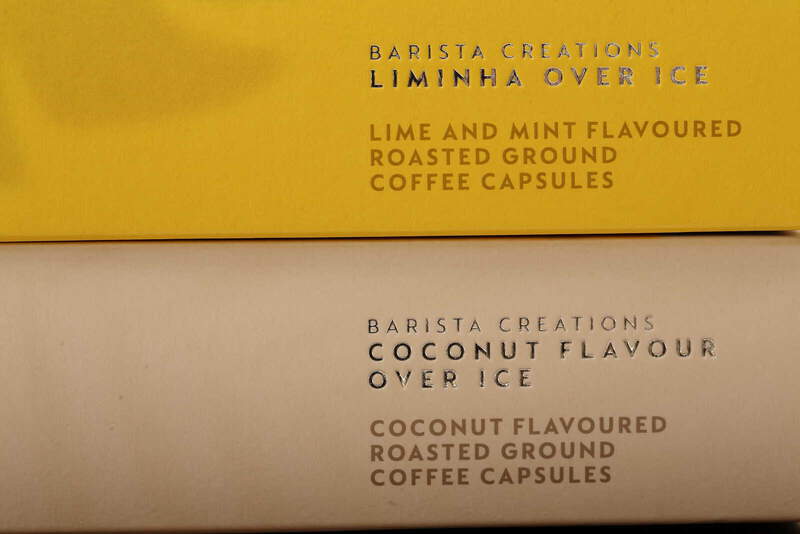 BARISTA CREATIONS
LIMINHA OVER ICE
LIME AND MINT FLAVOURED
ROASTED GROUND
COFFEE CAPSULES
BARISTA CREATIONS
COCONUT FLAVOUR
OVER ICE
COCONUT FLAVOURED
ROASTED GROUND
COFFEE CAPSULES